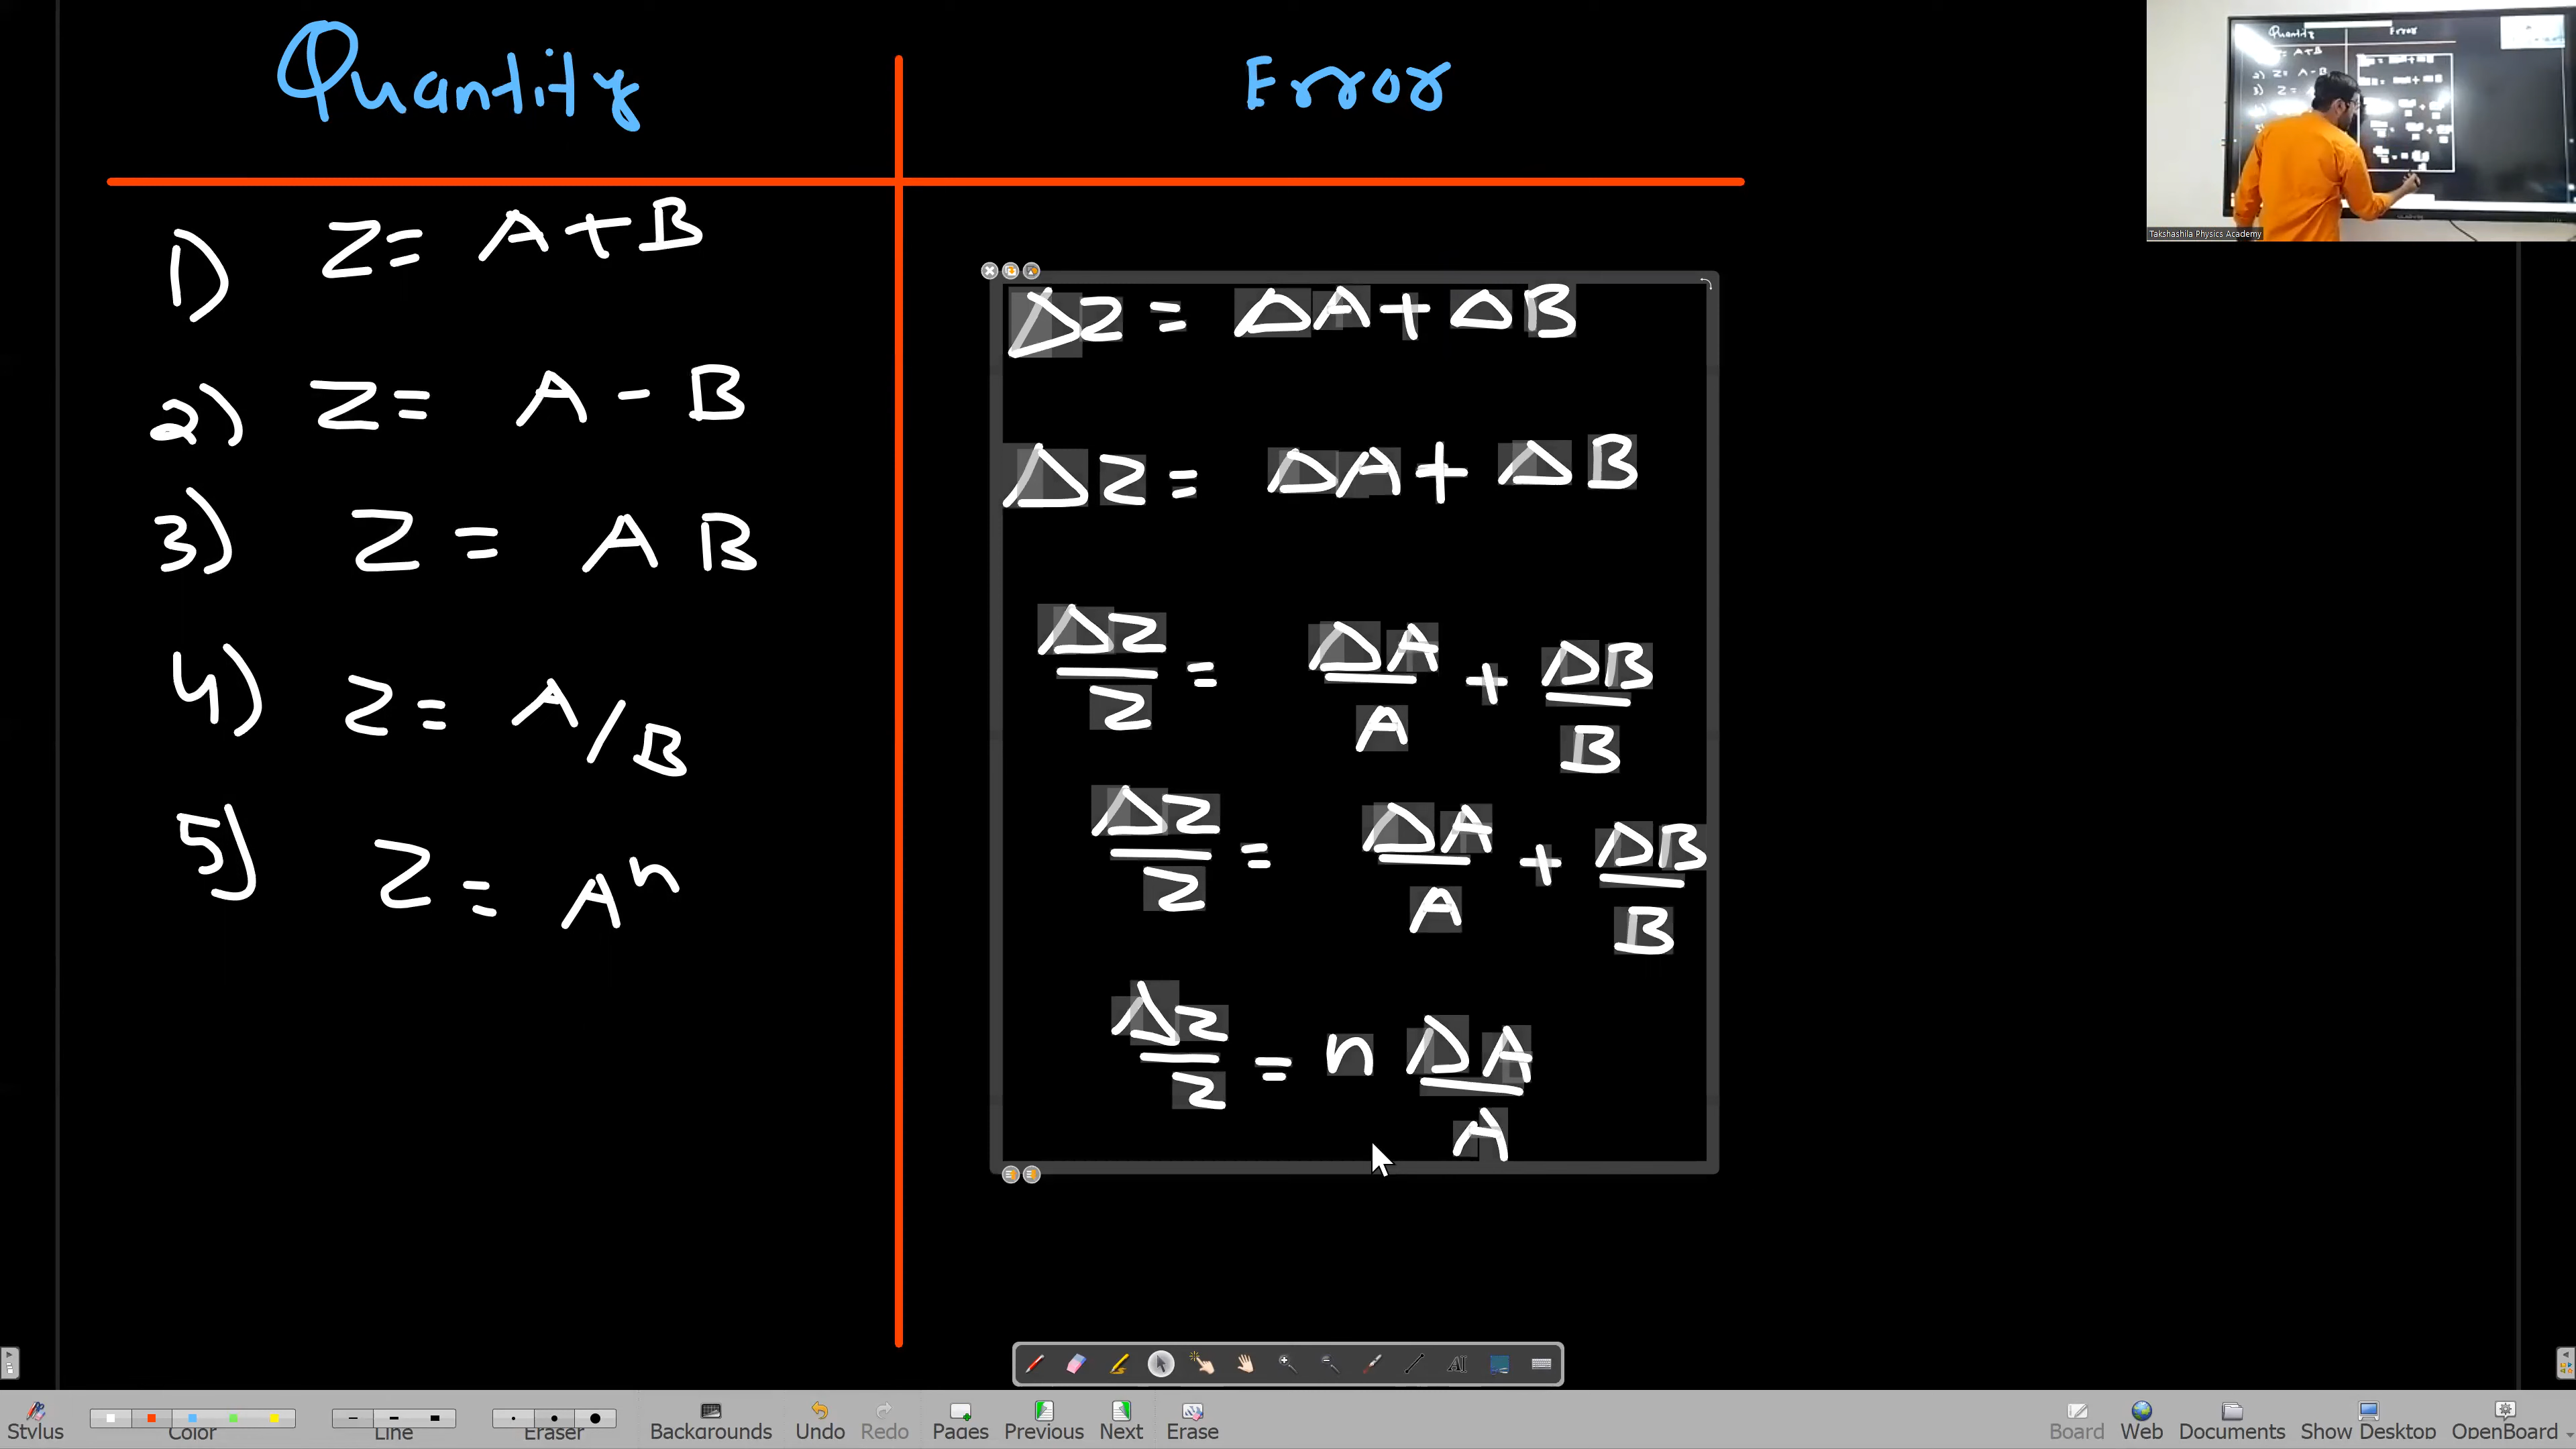 Quantity Error
1) Z = A + B ΔZ = ΔA + ΔB
2) Z = A - B ΔZ = ΔA + ΔB
3) Z = A B ΔZ/Z = ΔA/A + ΔB/B
4) Z = A/B ΔZ/Z = ΔA/A + ΔB/B
5) Z = Aⁿ ΔZ/Z = n ΔA/A
Takshashila Physics Academy
Stylus Color Line Eraser Backgrounds Undo Redo Pages Previous Next Erase Board Web Documents Show Desktop OpenBoard